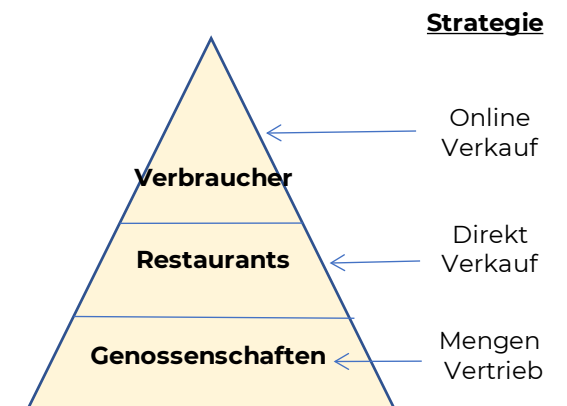 Strategie
Online
Verkauf
Verbraucher
Direkt
Verkauf
Restaurants
Mengen
Vertrieb
Genossenschaften